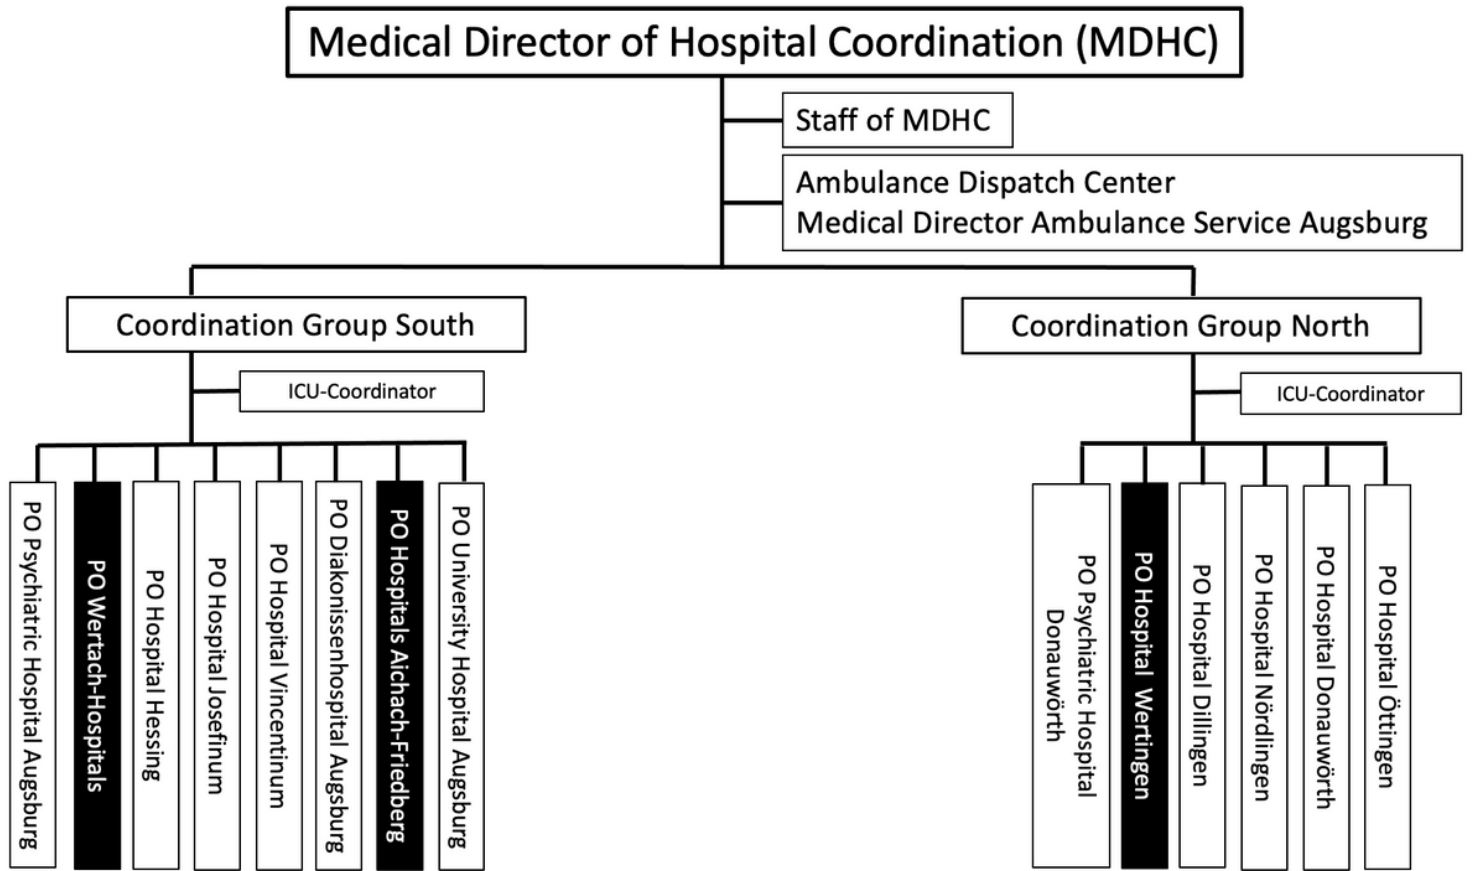 Medical Director of Hospital Coordination (MDHC)
Staff of MDHC
Ambulance Dispatch Center
Medical Director Ambulance Service Augsburg
Coordination Group South
Coordination Group North
ICU-Coordinator
ICU-Coordinator
PO Psychiatric Hospital Augsburg
PO Wertach-Hospitals
PO Hospital Hessing
PO Hospital Josefinum
PO Hospital Vincentinum
PO Diakonissenhospital Augsburg
PO Hospitals Aichach-Friedberg
PO University Hospital Augsburg
PO Psychiatric Hospital
Donauwörth
PO Hospital Wertingen
PO Hospital Dillingen
PO Hospital Nördlingen
PO Hospital Donauwörth
PO Hospital Öttingen